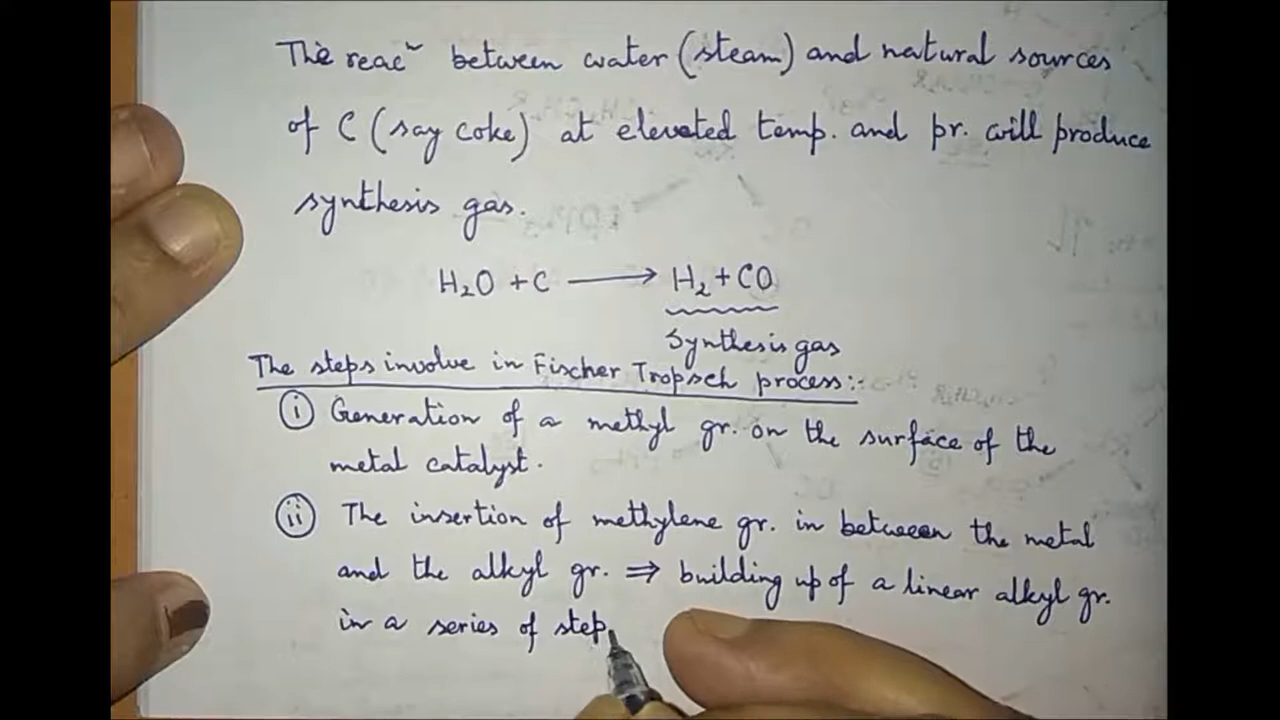 The reacⁿ between water (steam) and natural sources
of C (say coke) at elevated temp. and pr. will produce
synthesis gas.
H₂O + C ⟶ H₂ + CO
Synthesis gas
The steps involve in Fischer Tropsch process:-
(i) Generation of a methyl gr. on the surface of the
metal catalyst.
(ii) The insertion of methylene gr. in between the metal
and the alkyl gr. ⇒ building up of a linear alkyl gr.
in a series of step